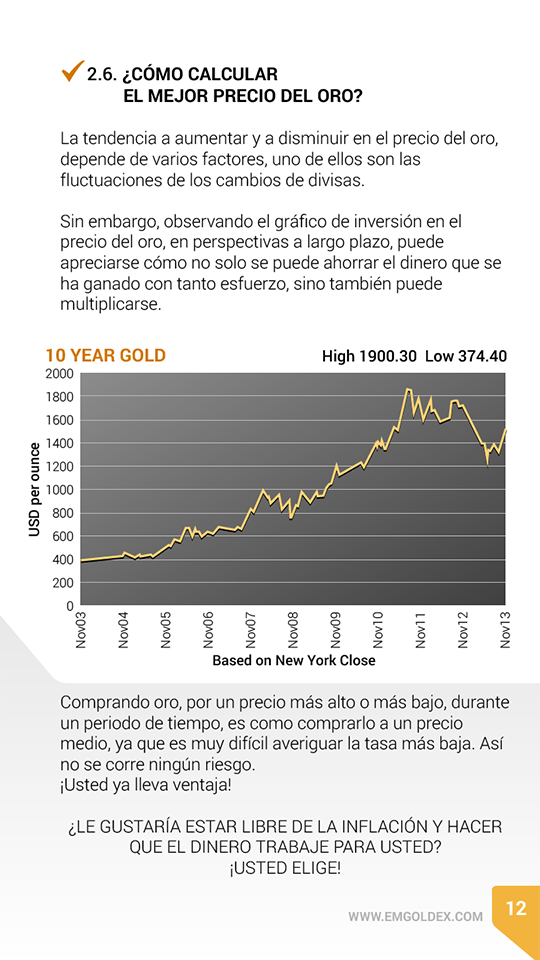 2.6. ¿CÓMO CALCULAR
EL MEJOR PRECIO DEL ORO?
La tendencia a aumentar y a disminuir en el precio del oro,
depende de varios factores, uno de ellos son las
fluctuaciones de los cambios de divisas.
Sin embargo, observando el gráfico de inversión en el
precio del oro, en perspectivas a largo plazo, puede
apreciarse cómo no solo se puede ahorrar el dinero que se
ha ganado con tanto esfuerzo, sino también puede
multiplicarse.
10 YEAR GOLD
High 1900.30 Low 374.40
USD per ounce
2000
1800
1600
1400
1200
1000
800
600
400
200
0
Nov03
Nov04
Nov05
Nov06
Nov07
Nov08
Nov09
Nov10
Nov11
Nov12
Nov13
Based on New York Close
Comprando oro, por un precio más alto o más bajo, durante
un periodo de tiempo, es como comprarlo a un precio
medio, ya que es muy difícil averiguar la tasa más baja. Así
no se corre ningún riesgo.
¡Usted ya lleva ventaja!
¿LE GUSTARÍA ESTAR LIBRE DE LA INFLACIÓN Y HACER
QUE EL DINERO TRABAJE PARA USTED?
¡USTED ELIGE!
WWW.EMGOLDEX.COM
12